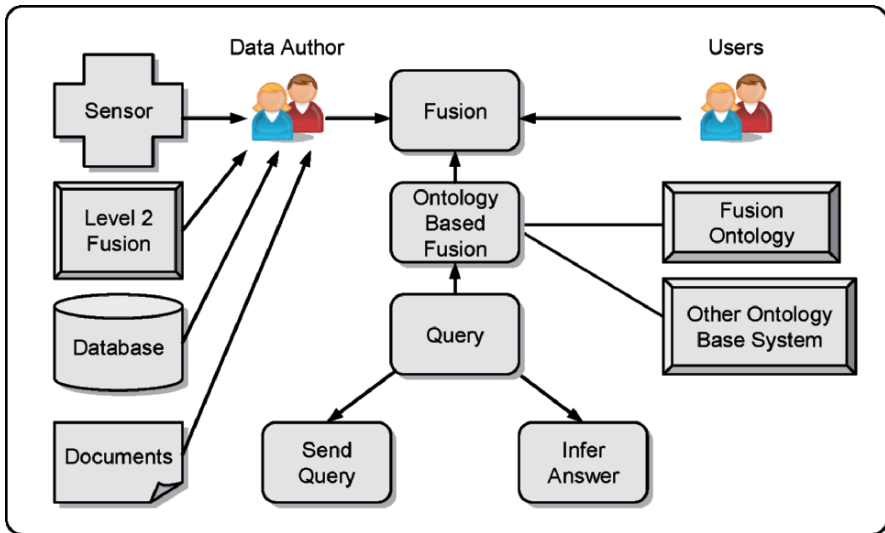 Data Author
Users
Sensor
Fusion
Level 2
Fusion
Ontology
Based
Fusion
Fusion
Ontology
Database
Query
Other Ontology
Base System
Documents
Send
Query
Infer
Answer